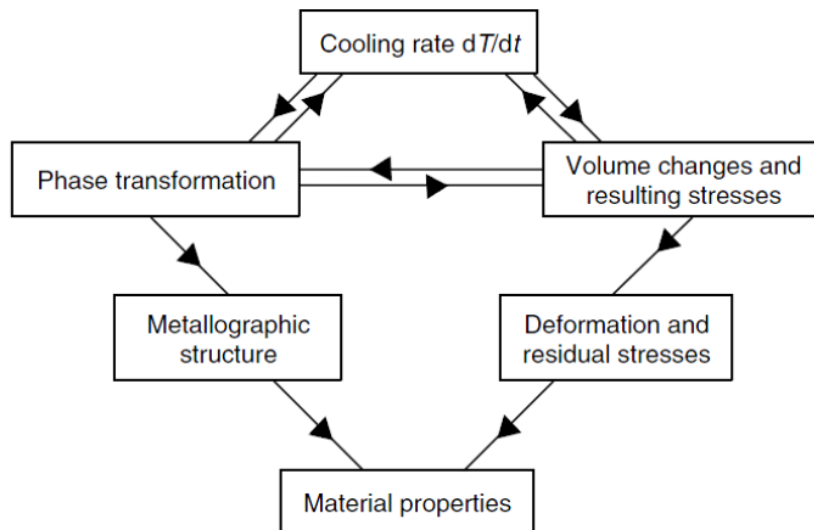 Cooling rate dT/dt
Phase transformation
Volume changes and
resulting stresses
Metallographic
structure
Deformation and
residual stresses
Material properties